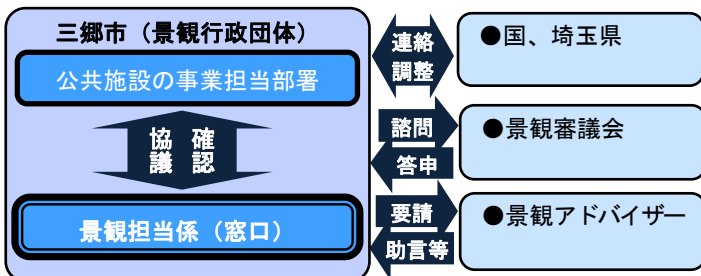 三郷市（景観行政団体）
公共施設の事業担当部署
協議
確認
景観担当係（窓口）
連絡
調整
●国、埼玉県
諮問
答申
●景観審議会
要請
助言等
●景観アドバイザー